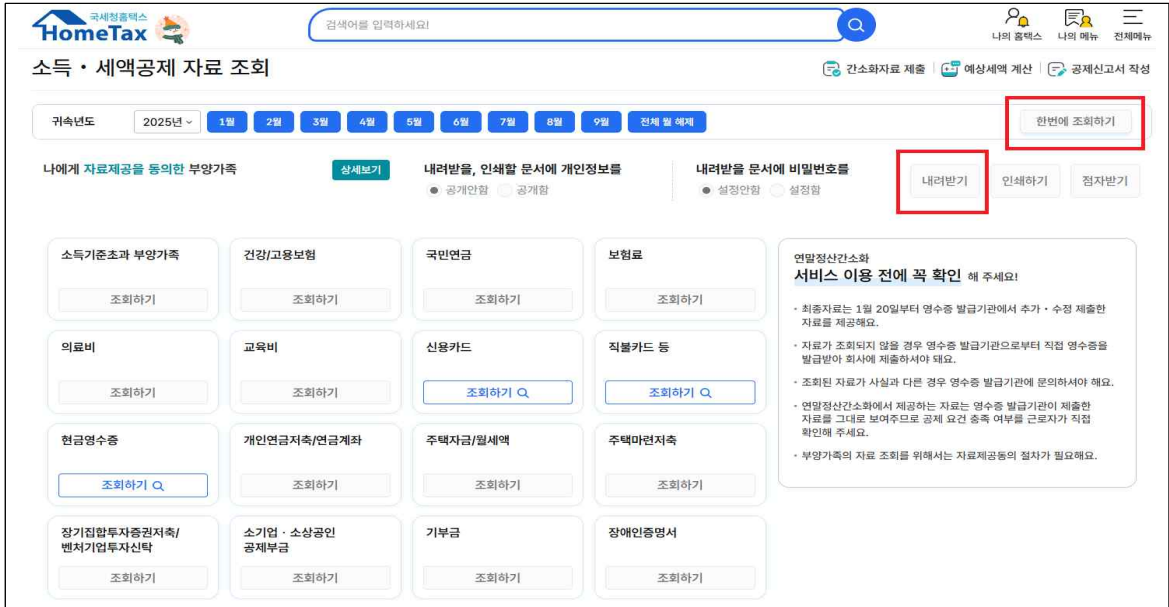 국세청홈택스
HomeTax
검색어를 입력하세요!
나의 홈택스
나의 메뉴
전체메뉴
소득・세액공제 자료 조회
간소화자료 제출
예상세액 계산
공제신고서 작성
귀속년도
2025년
1월
2월
3월
4월
5월
6월
7월
8월
9월
전체 월 해제
한번에 조회하기
나에게 자료제공을 동의한 부양가족
상세보기
내려받을, 인쇄할 문서에 개인정보를
공개안함 공개함
내려받을 문서에 비밀번호를
설정안함 설정함
내려받기
인쇄하기
점자받기
소득기준초과 부양가족
조회하기
건강/고용보험
조회하기
국민연금
조회하기
보험료
조회하기
의료비
조회하기
교육비
조회하기
신용카드
조회하기
직불카드 등
조회하기
현금영수증
조회하기
개인연금저축/연금계좌
조회하기
주택자금/월세액
조회하기
주택마련저축
조회하기
장기집합투자증권저축/
벤처기업투자신탁
조회하기
소기업・소상공인
공제부금
조회하기
기부금
조회하기
장애인증명서
조회하기
연말정산간소화
서비스 이용 전에 꼭 확인 해 주세요!
・최종자료는 1월 20일부터 영수증 발급기관에서 추가・수정 제출한
자료를 제공해요.
・자료가 조회되지 않을 경우 영수증 발급기관으로부터 직접 영수증을
발급받아 회사에 제출하셔야 돼요.
・조회된 자료가 사실과 다른 경우 영수증 발급기관에 문의하셔야 해요.
・연말정산간소화에서 제공하는 자료는 영수증 발급기관이 제출한
자료를 그대로 보여주므로 공제 요건 충족 여부를 근로자가 직접
확인해 주세요.
・부양가족의 자료 조회를 위해서는 자료제공동의 절차가 필요해요.